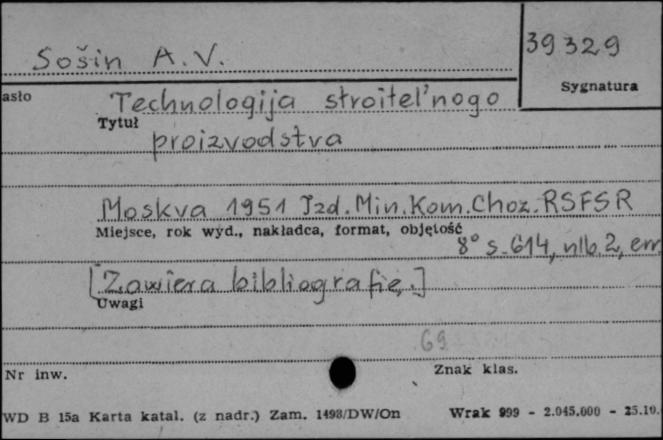 Sošin A.V.
39329
Sygnatura
asło
Technologija stroitel'nogo
Tytuł
proizvodstva
Moskva 1951 Izd. Min. Kom. Choz. RSFSR
Miejsce, rok wyd., nakładca, format, objętość
8° s. 614, nlb. 2, err
[Zawiera bibliografię.]
Uwagi
69
Nr inw.
Znak klas.
WD B 15a Karta katal. (z nadr.) Zam. 1498/DW/On Wrak 999 - 2.045.000 - 25.10.